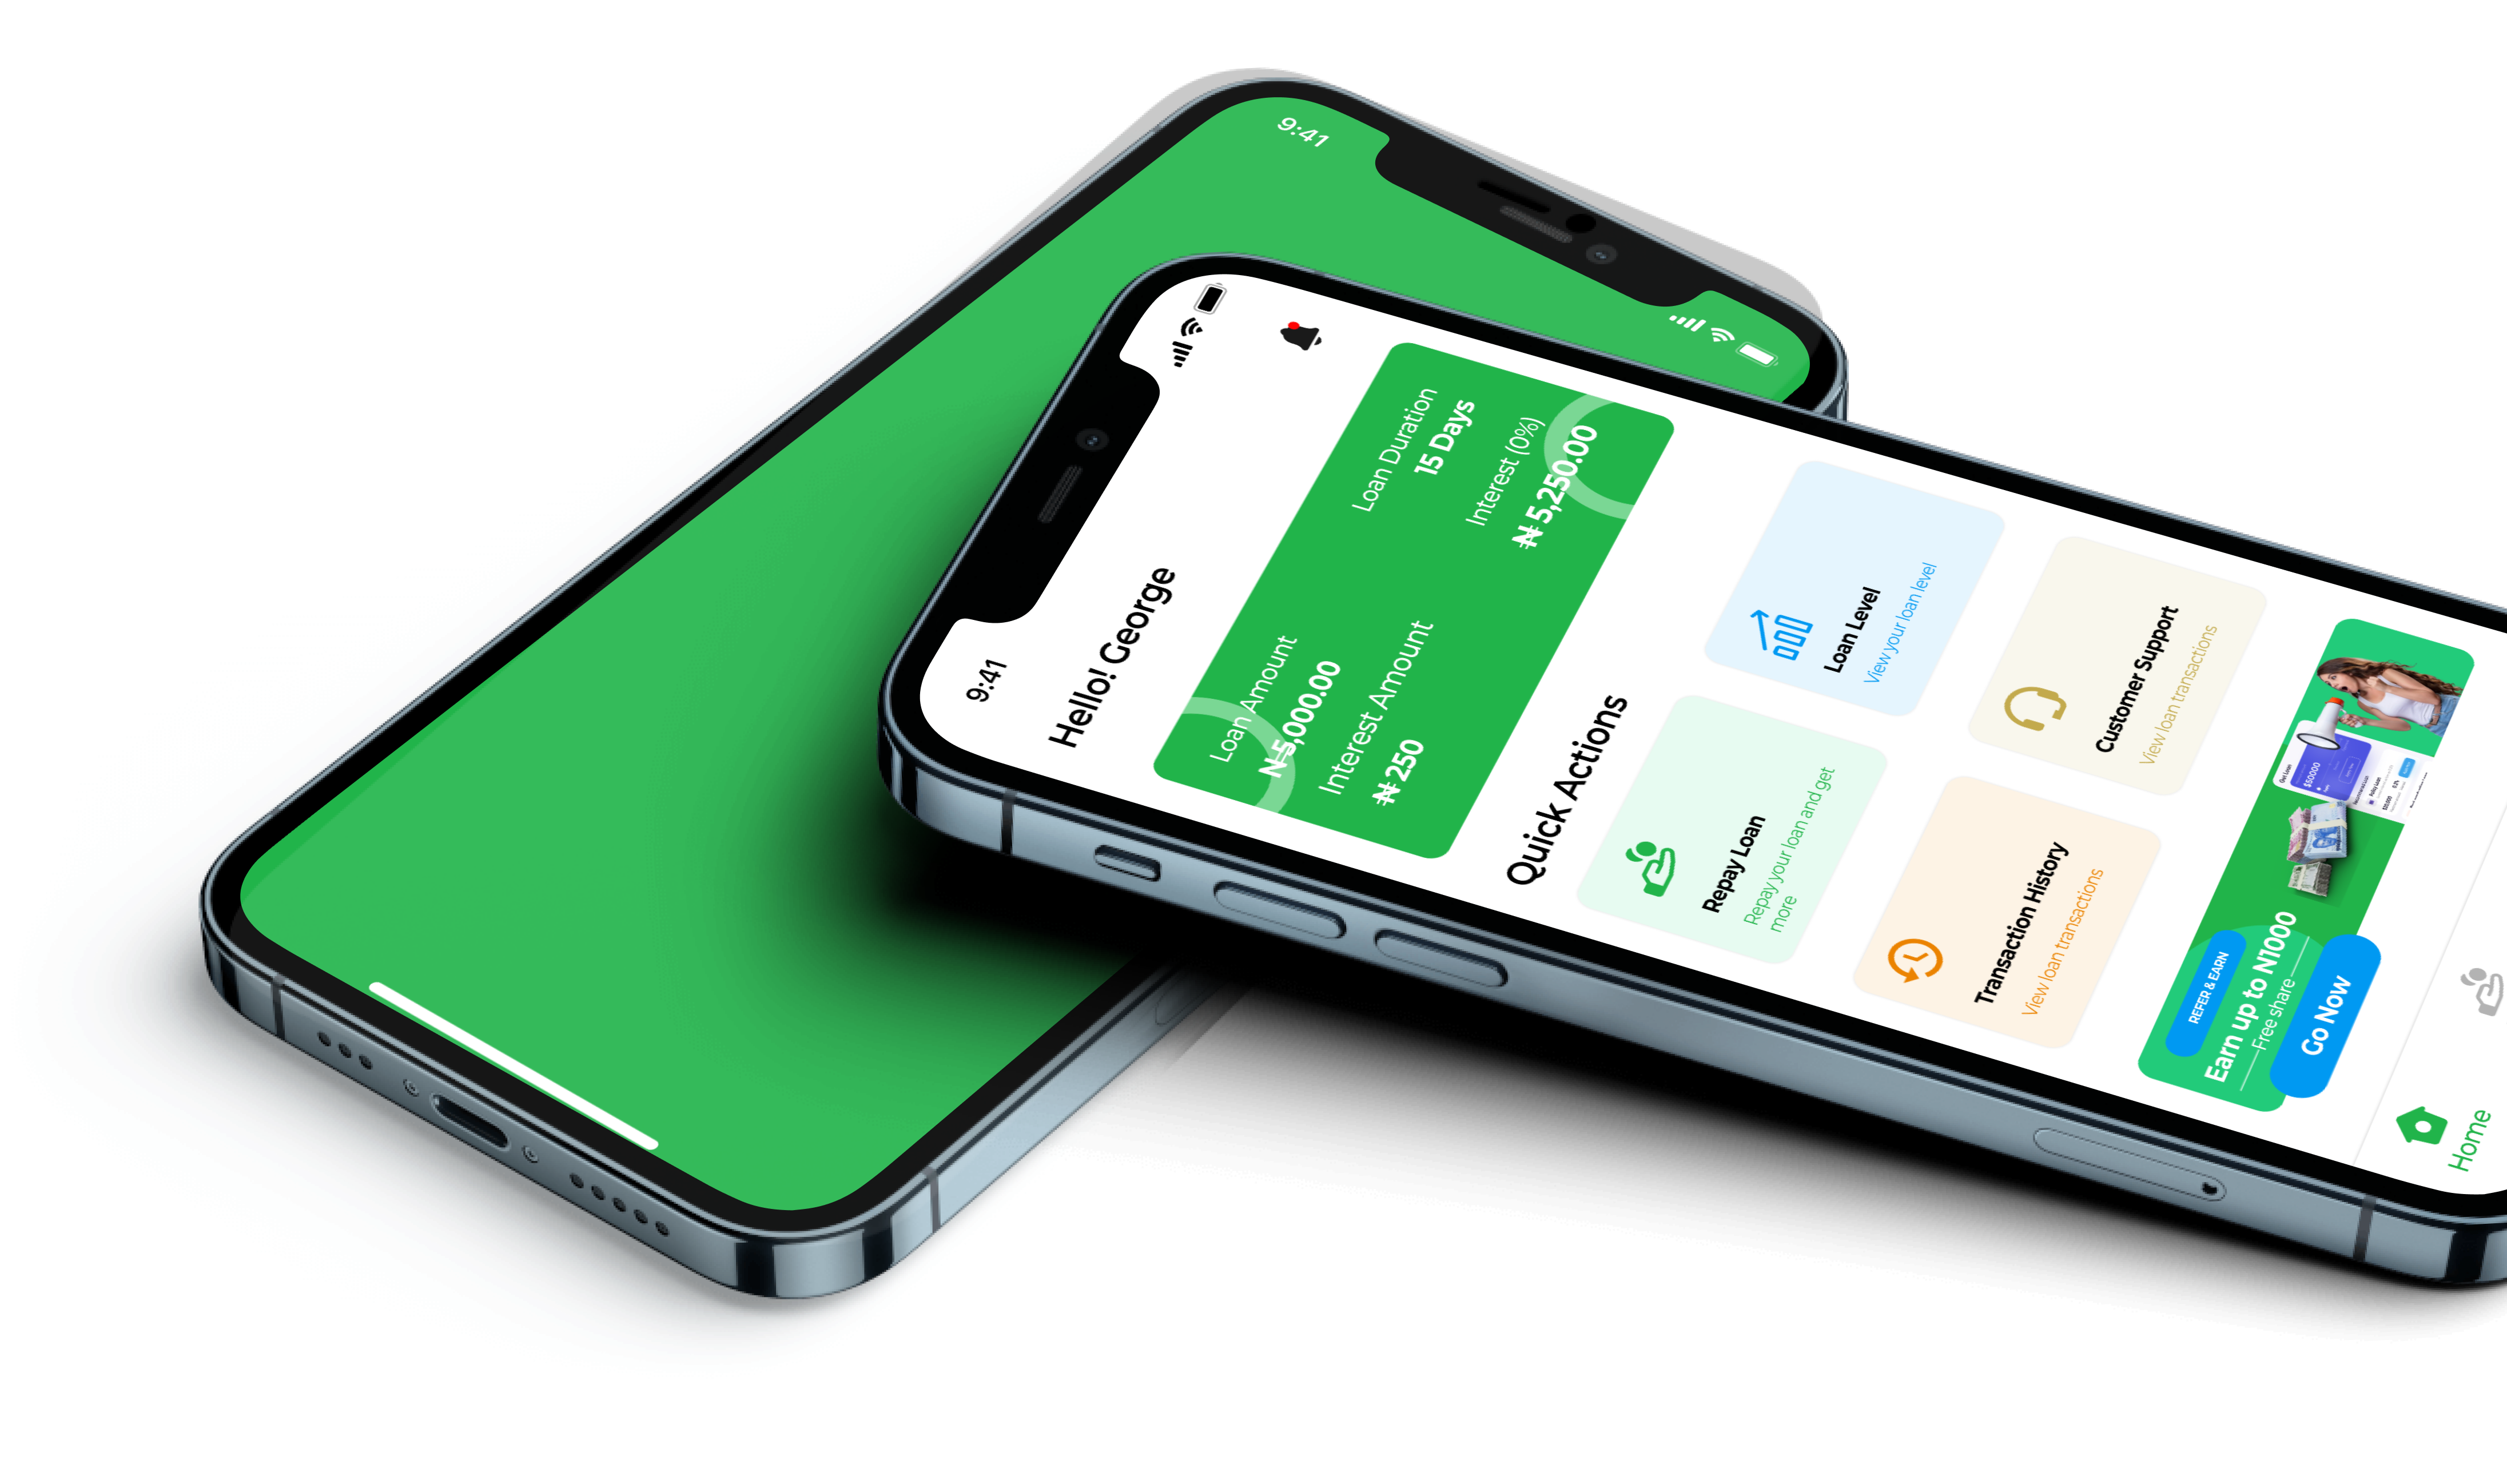 9:41
9:41
Hello! George
Loan Amount
₦5,000.00
Loan Duration
15 Days
Interest Amount
₦250
Interest (0%)
₦5,250.00
Quick Actions
Repay Loan
Repay your loan and get
more
Loan Level
View your loan level
Transaction History
View loan transactions
Customer Support
View loan transactions
REFER & EARN
Earn up to N1000
Free share
Go Now
$50000
Home